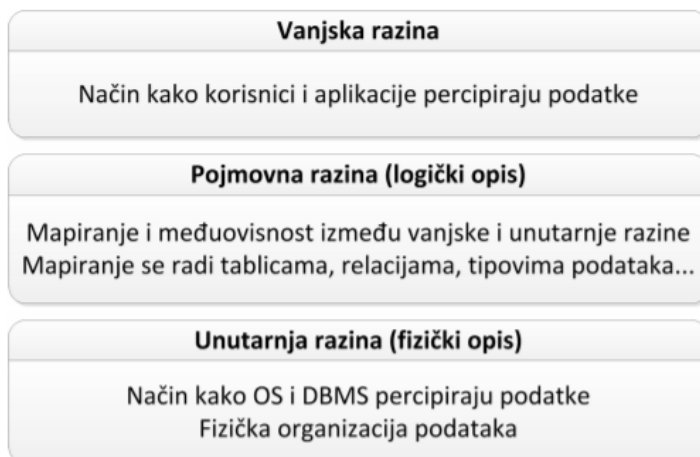 Vanjska razina
Način kako korisnici i aplikacije percipiraju podatke
Pojmovna razina (logički opis)
Mapiranje i međuovisnost između vanjske i unutarnje razine
Mapiranje se radi tablicama, relacijama, tipovima podataka...
Unutarnja razina (fizički opis)
Način kako OS i DBMS percipiraju podatke
Fizička organizacija podataka